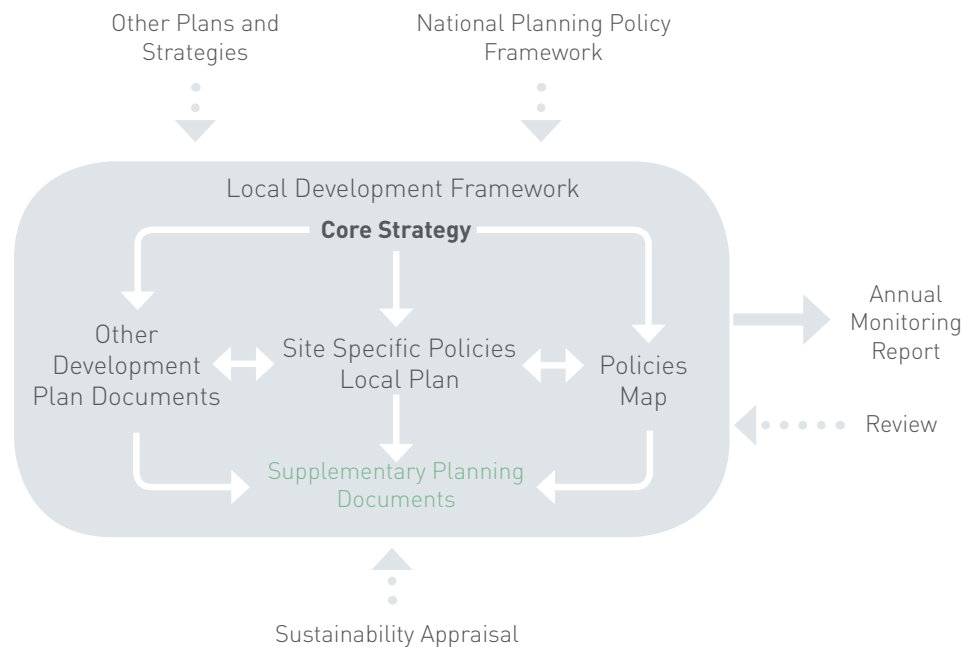 Other Plans and
Strategies
National Planning Policy
Framework
Local Development Framework
Core Strategy
Other
Development
Plan Documents
Site Specific Policies
Local Plan
Policies
Map
Supplementary Planning
Documents
Annual
Monitoring
Report
Review
Sustainability Appraisal